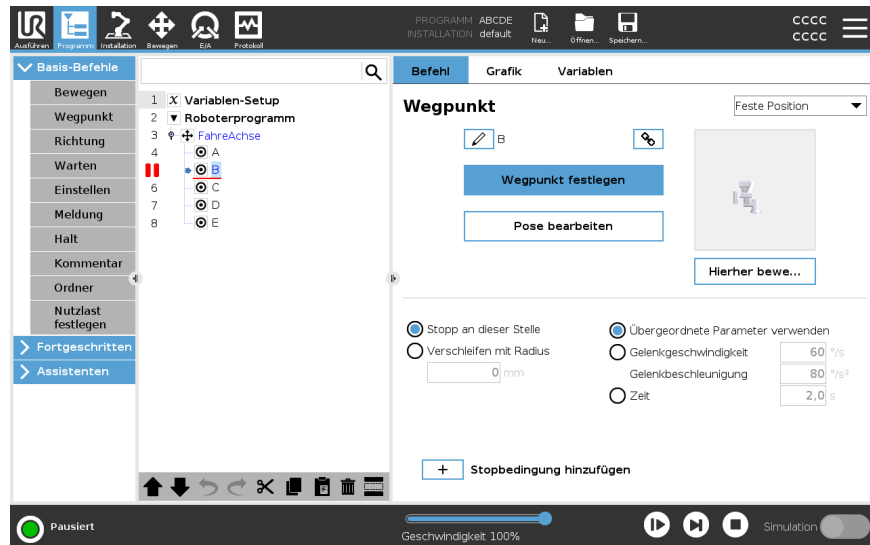 UR
Ausführen Programm Installation Bewegen E/A Protokoll
PROGRAMM ABCDE
INSTALLATION default
Neu... Öffnen... Speichern...
CCCC
CCCC
Basis-Befehle
Bewegen
Wegpunkt
Richtung
Warten
Einstellen
Meldung
Halt
Kommentar
Ordner
Nutzlast
festlegen
Fortgeschritten
Assistenten
1 X Variablen-Setup
2 Roboterprogramm
3 FahreAchse
4 A
B
6 C
7 D
8 E
Befehl Grafik Variablen
Wegpunkt
Feste Position
B
Wegpunkt festlegen
Pose bearbeiten
Hierher bewe...
Stopp an dieser Stelle
Verschleifen mit Radius
0 mm
Übergeordnete Parameter verwenden
Gelenkgeschwindigkeit 60 °/s
Gelenkbeschleunigung 80 °/s²
Zeit 2,0 s
+ Stopbedingung hinzufügen
Pausiert
Geschwindigkeit 100%
Simulation